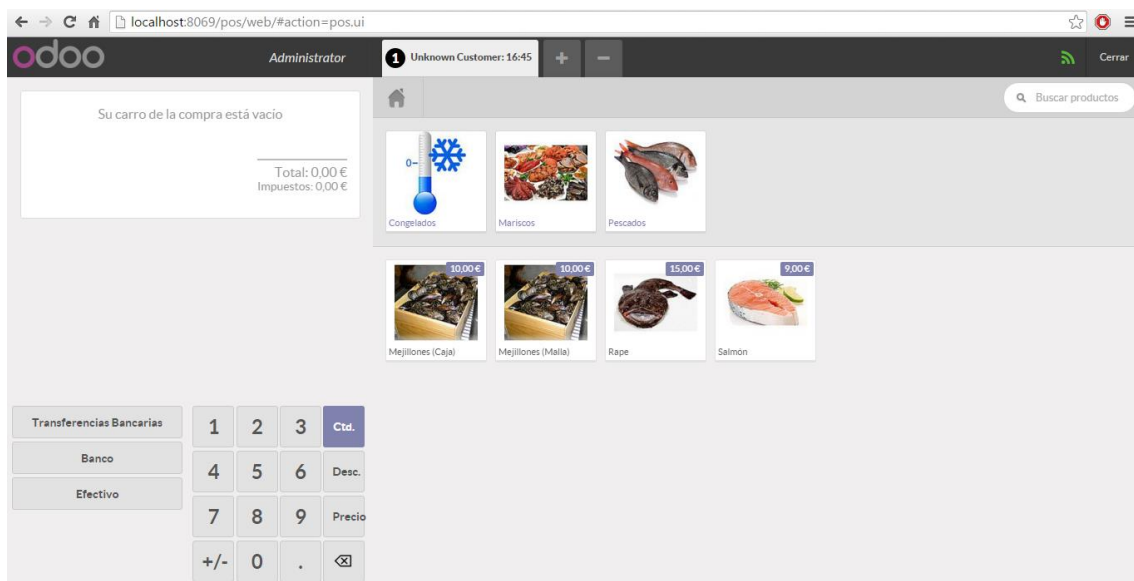 localhost:8069/pos/web/#action=pos.ui
odoo
Administrator
1 Unknown Customer: 16:45
+
−
Cerrar
Su carro de la compra está vacío
Total: 0,00 €
Impuestos: 0,00 €
Buscar productos
0-
Congelados
Mariscos
Pescados
10,00 €
Mejillones (Caja)
10,00 €
Mejillones (Malla)
15,00 €
Rape
9,00 €
Salmón
Transferencias Bancarias
Banco
Efectivo
1 2 3 Ctd.
4 5 6 Desc.
7 8 9 Precio
+/- 0 .